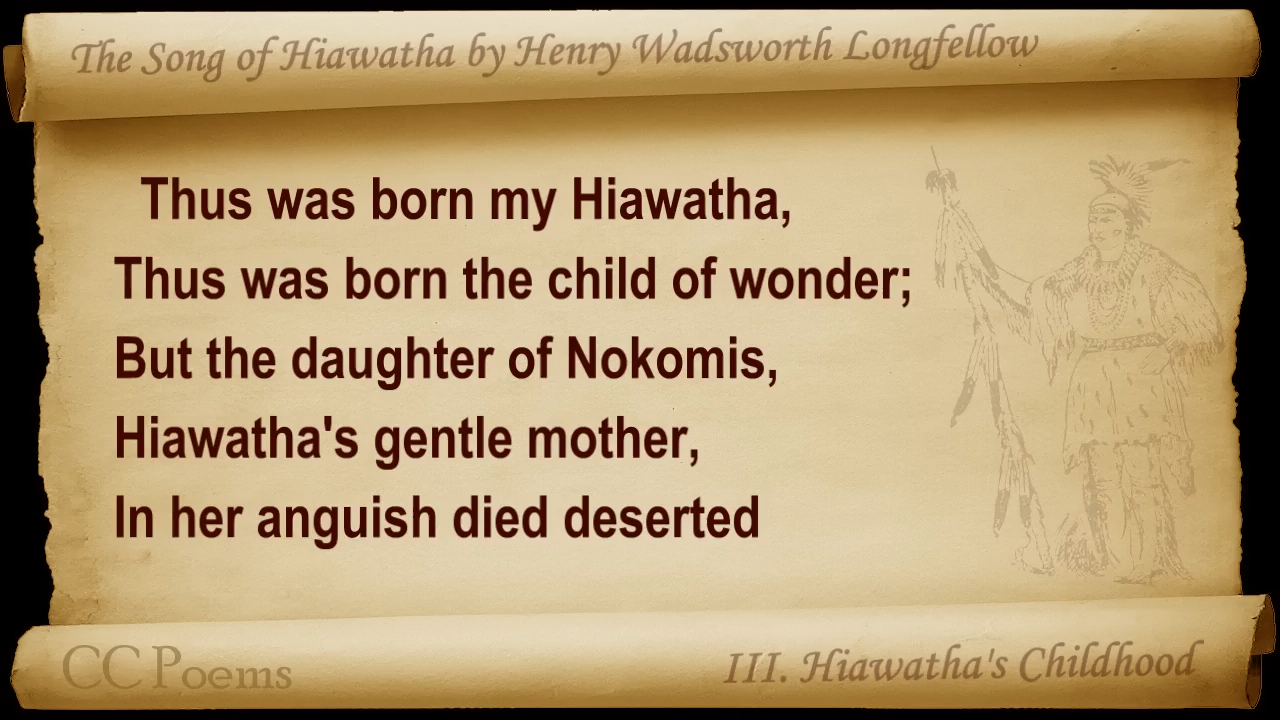 The Song of Hiawatha by Henry Wadsworth Longfellow
Thus was born my Hiawatha,
Thus was born the child of wonder;
But the daughter of Nokomis,
Hiawatha's gentle mother,
In her anguish died deserted
CC Poems
III. Hiawatha's Childhood